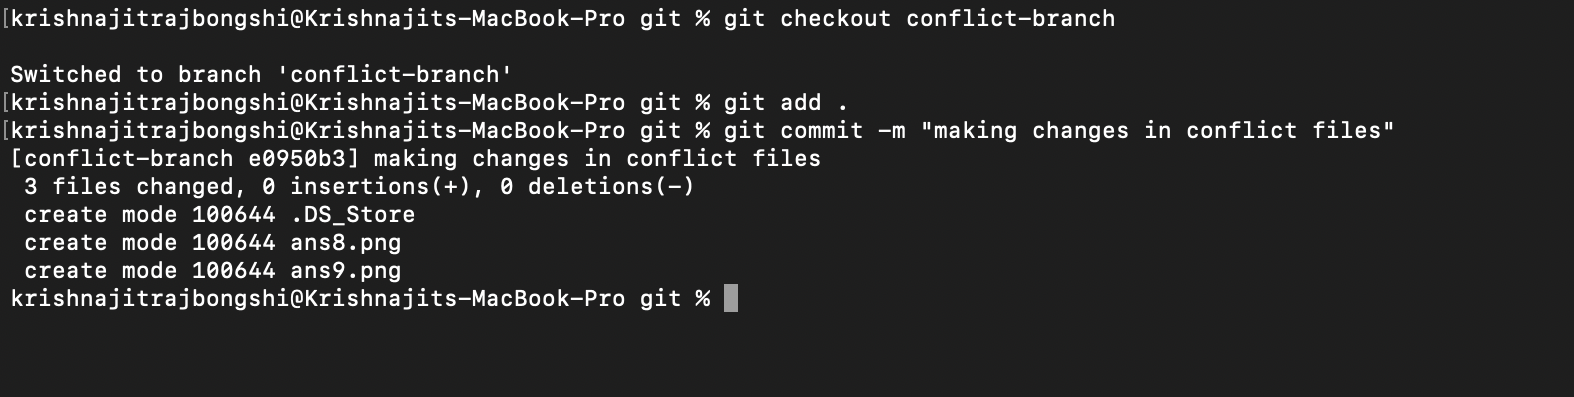 [krishnajitrajbongshi@Krishnajits-MacBook-Pro git % git checkout conflict-branch
Switched to branch 'conflict-branch'
[krishnajitrajbongshi@Krishnajits-MacBook-Pro git % git add .
[krishnajitrajbongshi@Krishnajits-MacBook-Pro git % git commit -m "making changes in conflict files"
[conflict-branch e0950b3] making changes in conflict files
 3 files changed, 0 insertions(+), 0 deletions(-)
 create mode 100644 .DS_Store
 create mode 100644 ans8.png
 create mode 100644 ans9.png
krishnajitrajbongshi@Krishnajits-MacBook-Pro git %